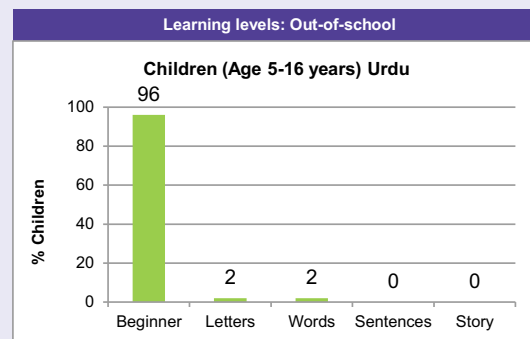 Learning levels: Out-of-school
Children (Age 5-16 years) Urdu
% Children
100
80
60
40
20
0
96
2
2
0
0
Beginner Letters Words Sentences Story